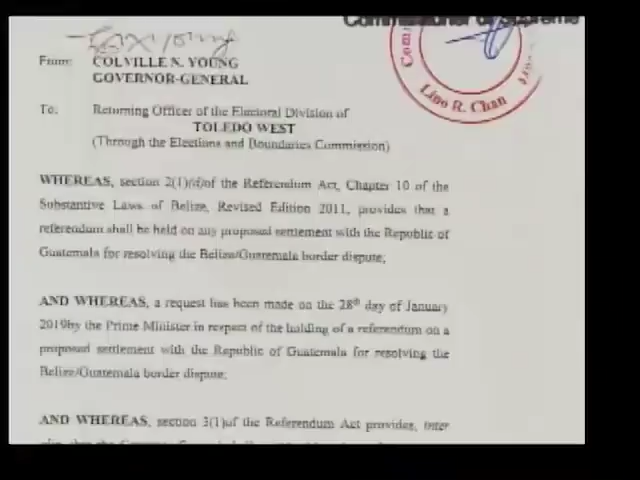 Commissioner of Supreme
Lino R. Chan
From: COLVILLE N. YOUNG
GOVERNOR-GENERAL
To: Returning Officer of the Electoral Division of
TOLEDO WEST
(Through the Elections and Boundaries Commission)
WHEREAS, section 2(1)(d)of the Referendum Act, Chapter 10 of the
Substantive Laws of Belize, Revised Edition 2011, provides that a
referendum shall be held on any proposed settlement with the Republic of
Guatemala for resolving the Belize/Guatemala border dispute;
AND WHEREAS, a request has been made on the 28th day of January
2019by the Prime Minister in respect of the holding of a referendum on a
proposed settlement with the Republic of Guatemala for resolving the
Belize/Guatemala border dispute;
AND WHEREAS, section 3(1)of the Referendum Act provides, inter